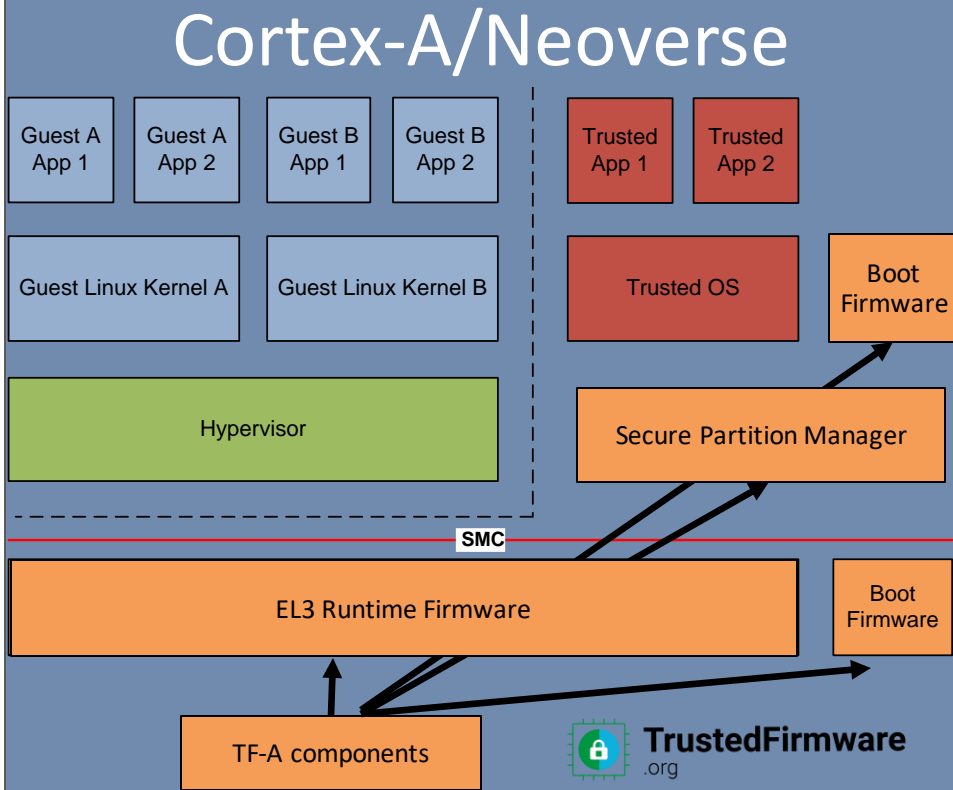 Cortex-A/Neoverse
Guest A
App 1
Guest A
App 2
Guest B
App 1
Guest B
App 2
Trusted
App 1
Trusted
App 2
Guest Linux Kernel A
Guest Linux Kernel B
Trusted OS
Boot
Firmware
Hypervisor
Secure Partition Manager
SMC
EL3 Runtime Firmware
Boot
Firmware
TF-A components
TrustedFirmware
.org